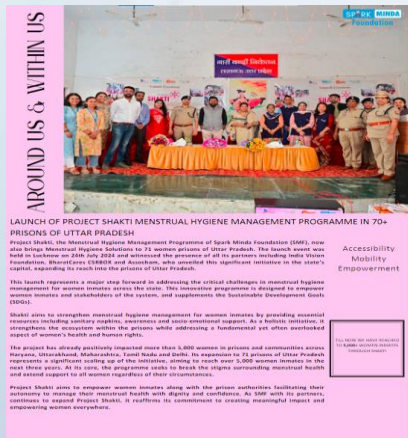 AROUND US & WITHIN US
SPARK MINDA
Foundation
नारी बन्दी निकेतन
SHAKTI
LAUNCH OF PROJECT SHAKTI MENSTRUAL HYGIENE MANAGEMENT PROGRAMME IN 70+
PRISONS OF UTTAR PRADESH
Project Shakti, the Menstrual Hygiene Management Programme of Spark Minda Foundation (SMF), now
also brings Menstrual Hygiene Solutions to 71 women prisons of Uttar Pradesh. The launch event was
held in Lucknow on 24th July 2024 and witnessed the presence of all its partners including India Vision
Foundation, BharatCares CSRBOX and Assocham, who unveiled this significant initiative in the state's
capital, expanding its reach into the prisons of Uttar Pradesh.
This launch represents a major step forward in addressing the critical challenges in menstrual hygiene
management for women inmates across the state. This innovative programme is designed to empower
women inmates and stakeholders of the system, and supplements the Sustainable Development Goals
(SDGs).
Shakti aims to strengthen menstrual hygiene management for women inmates by providing essential
resources including sanitary napkins, awareness and socio-emotional support. As a holistic initiative, it
strengthens the ecosystem within the prisons while addressing a fundamental yet often overlooked
aspect of women's health and human rights.
The project has already positively impacted more than 5,000 women in prisons and communities across
Haryana, Uttarakhand, Maharashtra, Tamil Nadu and Delhi. Its expansion to 71 prisons of Uttar Pradesh
represents a significant scaling up of the initiative, aiming to reach over 5,000 women inmates in the
next three years. At its core, the programme seeks to break the stigma surrounding menstrual health
and extend support to all women regardless of their circumstances.
Project Shakti aims to empower women inmates along with the prison authorities facilitating their
autonomy to manage their menstrual health with dignity and confidence. As SMF with its partners,
continues to expand Project Shakti, it reaffirms its commitment to creating meaningful impact and
empowering women everywhere.
Accessibility
Mobility
Empowerment
TILL NOW WE HAVE REACHED
TO 5,000+ WOMEN INMATES
THROUGH SHAKTI